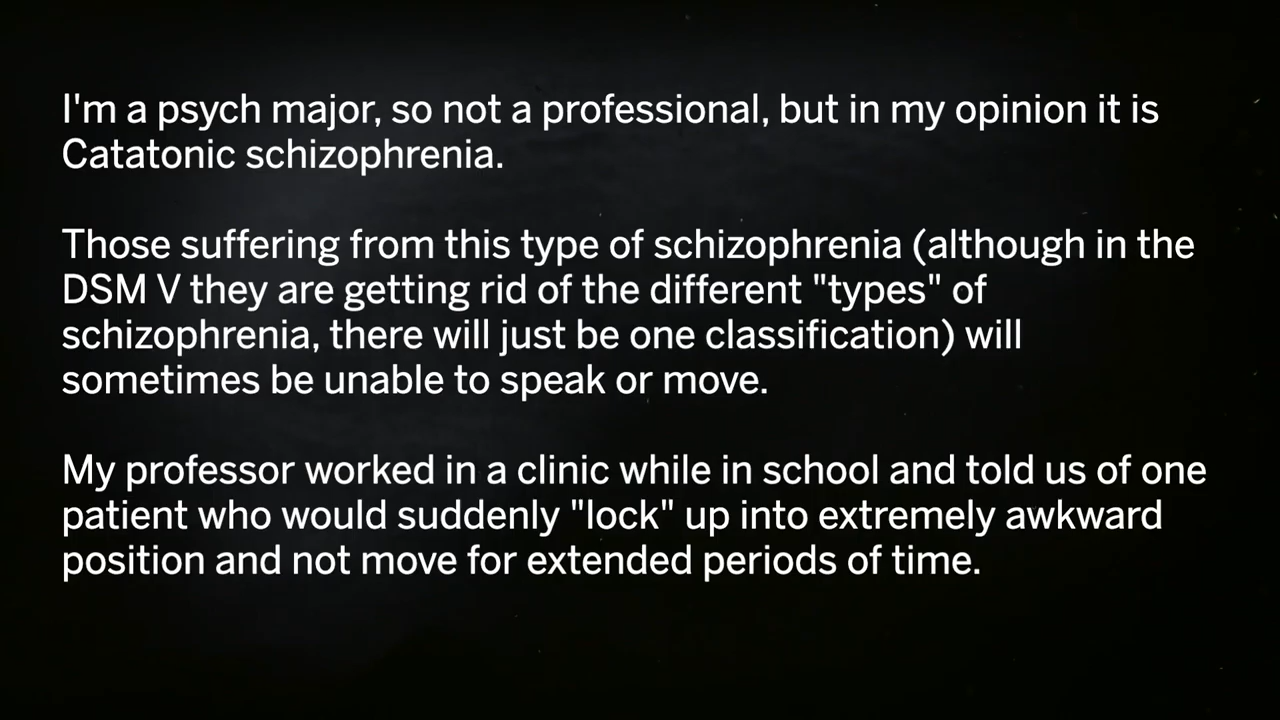 I'm a psych major, so not a professional, but in my opinion it is
Catatonic schizophrenia.
Those suffering from this type of schizophrenia (although in the
DSM V they are getting rid of the different "types" of
schizophrenia, there will just be one classification) will
sometimes be unable to speak or move.
My professor worked in a clinic while in school and told us of one
patient who would suddenly "lock" up into extremely awkward
position and not move for extended periods of time.